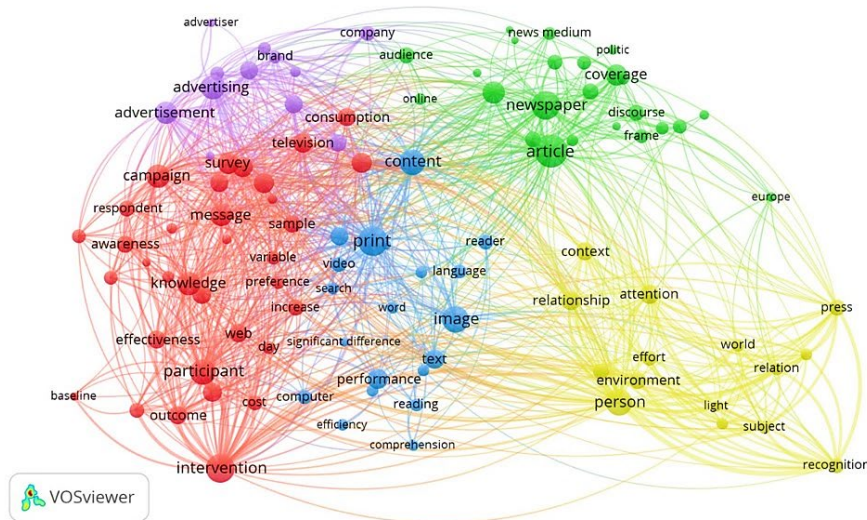 advertiser
company
news medium
politic
brand
audience
advertising
coverage
online
newspaper
advertisement
consumption
discourse
frame
television
article
survey
content
campaign
europe
respondent
message
sample
print
reader
awareness
context
variable
video
language
knowledge
preference
search
relationship
attention
increase
word
image
press
effectiveness
web
day
significant difference
text
effort
world
participant
performance
environment
relation
baseline
outcome
cost
computer
reading
person
light
efficiency
subject
comprehension
intervention
recognition
VOSviewer